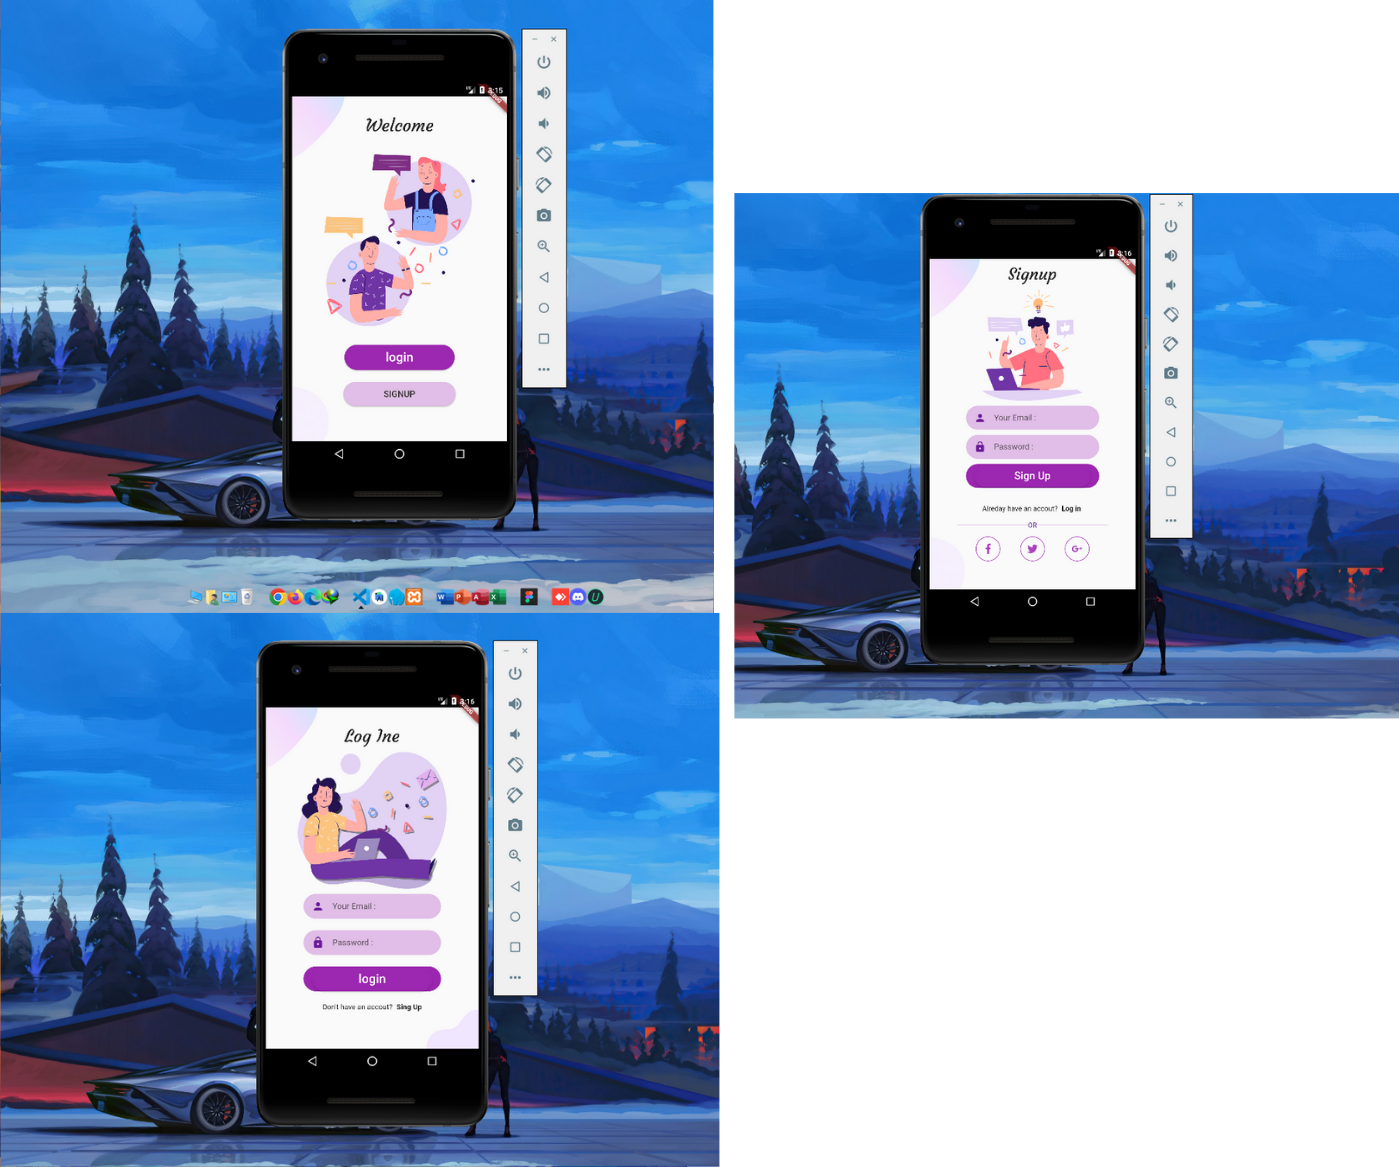 8:15
Welcome
login
SIGNUP
8:16
Signup
Your Email :
Password :
Sign Up
Alreday have an accout? Log in
OR
f
G+
8:16
Log Ine
Your Email :
Password :
login
Don't have an accout? Sing Up